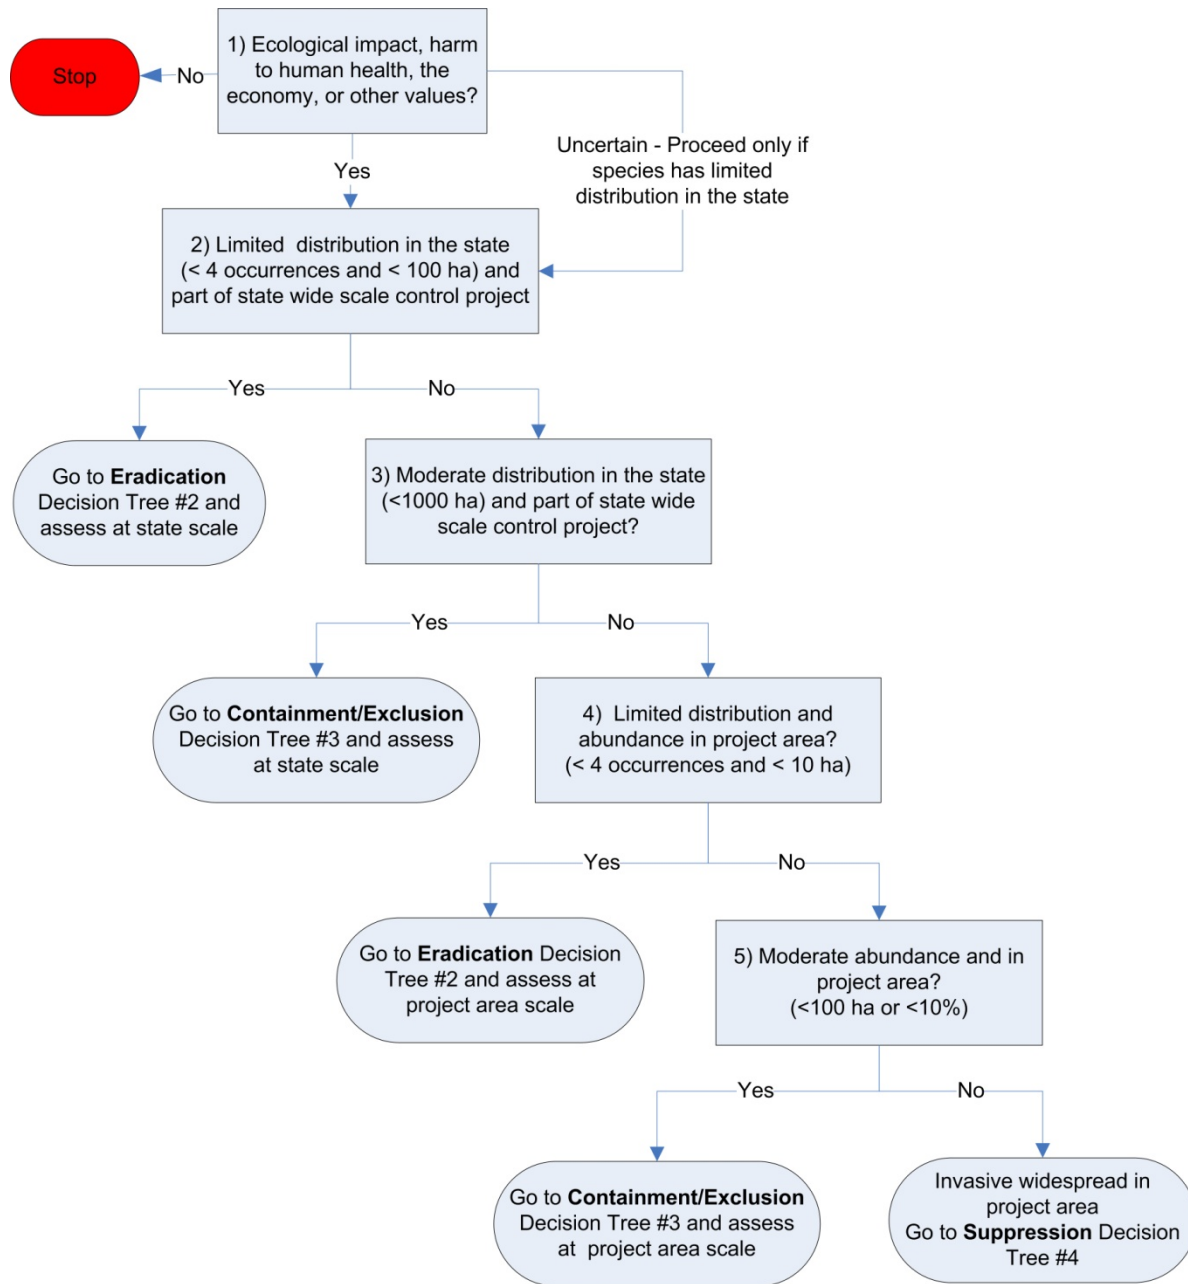 1) Ecological impact, harm
to human health, the
economy, or other values?
Stop
No
Uncertain - Proceed only if
species has limited
distribution in the state
Yes
2) Limited distribution in the state
(< 4 occurrences and < 100 ha) and
part of state wide scale control project
Yes
No
Go to Eradication
Decision Tree #2 and
assess at state scale
3) Moderate distribution in the state
(<1000 ha) and part of state wide
scale control project?
Yes
No
Go to Containment/Exclusion
Decision Tree #3 and assess
at state scale
4) Limited distribution and
abundance in project area?
(< 4 occurrences and < 10 ha)
Yes
No
Go to Eradication Decision
Tree #2 and assess at
project area scale
5) Moderate abundance and in
project area?
(<100 ha or <10%)
Yes
No
Go to Containment/Exclusion
Decision Tree #3 and assess
at project area scale
Invasive widespread in
project area
Go to Suppression Decision
Tree #4